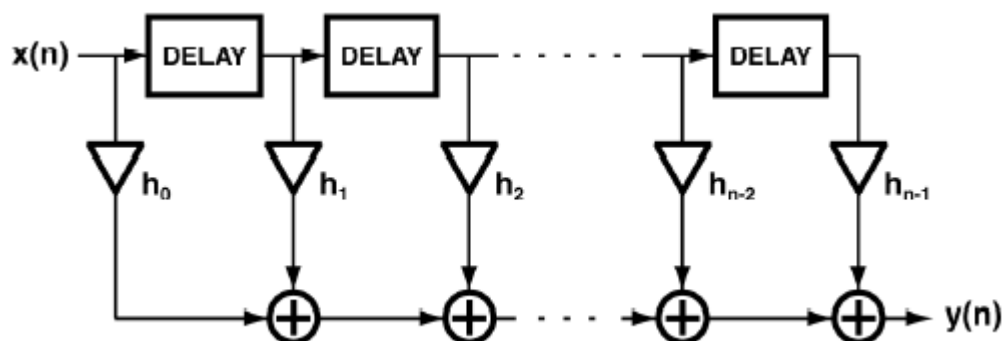 x(n) DELAY DELAY DELAY
h₀ h₁ h₂ hₙ₋₂ hₙ₋₁
y(n)